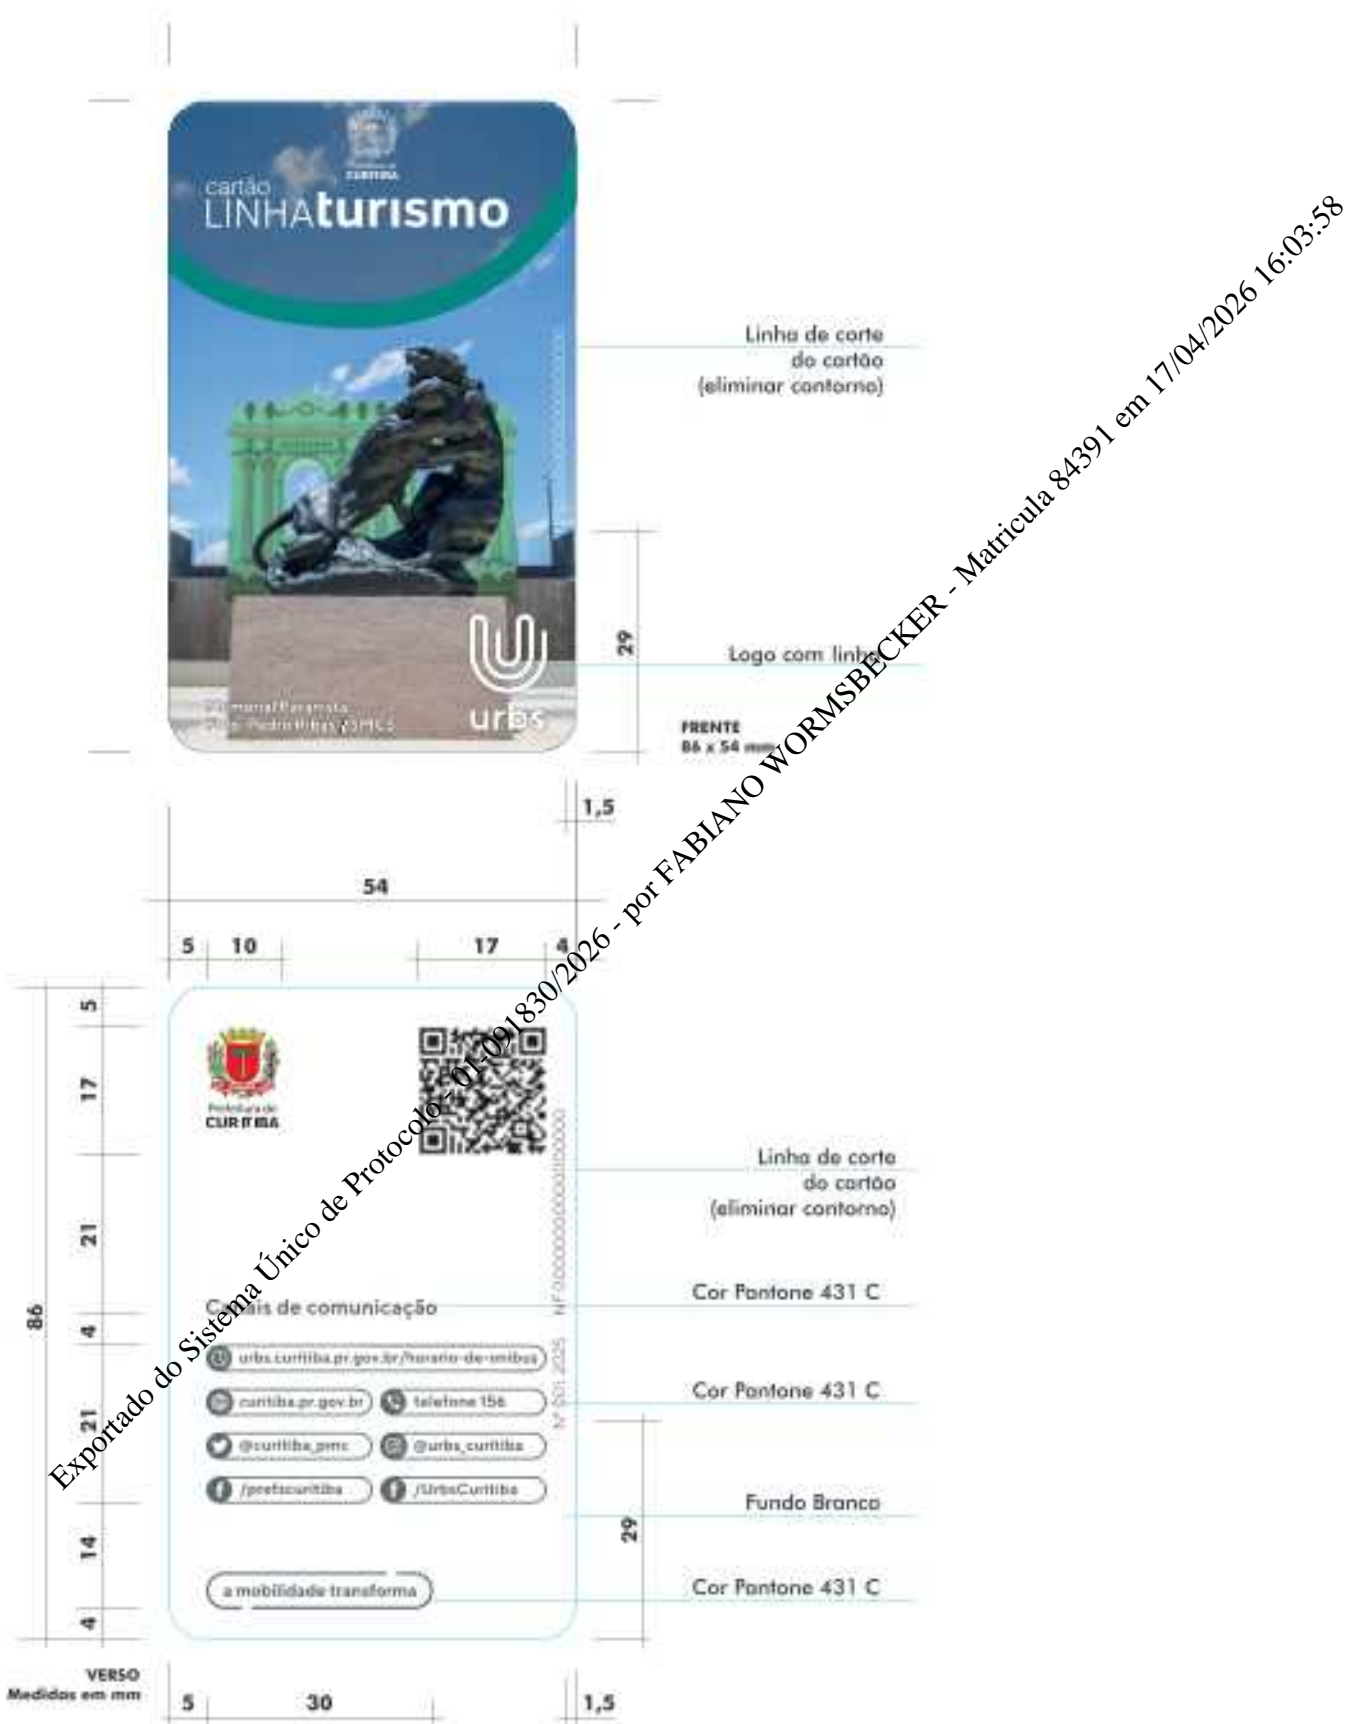 Prefeitura de
CURITIBA
cartão
LINHAturismo
Linha de corte
do cartão
(eliminar contorno)
29
Logo com linha
urbs
FRENTE
86 x 54 mm
1,5
54
5 10 17 4
5
17
21
4
21
14
4
86
Prefeitura de
CURITIBA
Linha de corte
do cartão
(eliminar contorno)
Canais de comunicação
Cor Pantone 431 C
urbs.curitiba.pr.gov.br/horario-de-onibus
curitiba.pr.gov.br telefone 156
Cor Pantone 431 C
@curitiba_pmc @urbs_curitiba
/prefscuritiba /UrbsCuritiba
Fundo Branco
29
a mobilidade transforma
Cor Pantone 431 C
VERSO
Medidas em mm
5 30 1,5
Exportado do Sistema Único de Protocolo - 01-091830/2026 - por FABIANO WORMSBECKER - Matricula 84391 em 17/04/2026 16:03:58